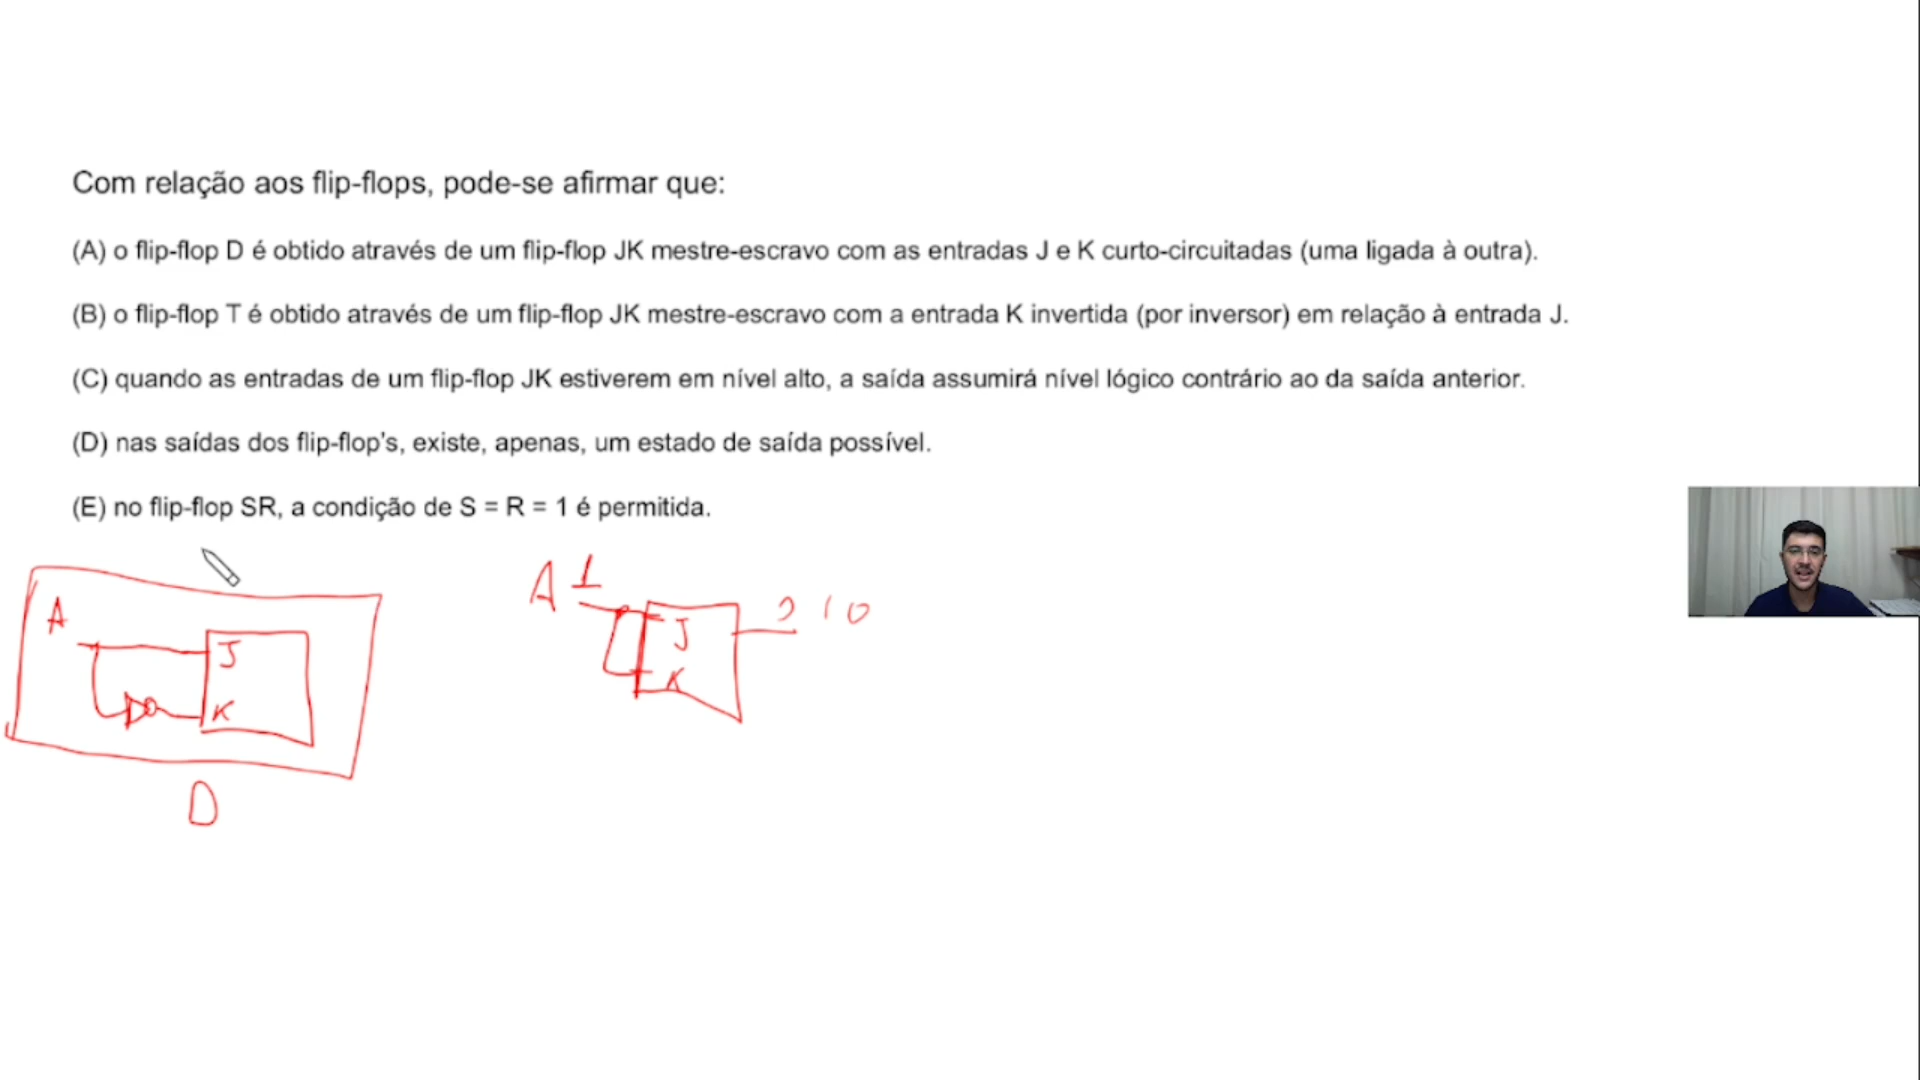 Com relação aos flip-flops, pode-se afirmar que:
(A) o flip-flop D é obtido através de um flip-flop JK mestre-escravo com as entradas J e K curto-circuitadas (uma ligada à outra).
(B) o flip-flop T é obtido através de um flip-flop JK mestre-escravo com a entrada K invertida (por inversor) em relação à entrada J.
(C) quando as entradas de um flip-flop JK estiverem em nível alto, a saída assumirá nível lógico contrário ao da saída anterior.
(D) nas saídas dos flip-flop's, existe, apenas, um estado de saída possível.
(E) no flip-flop SR, a condição de S = R = 1 é permitida.
A 1
1 0
A
J
J
K
K
D